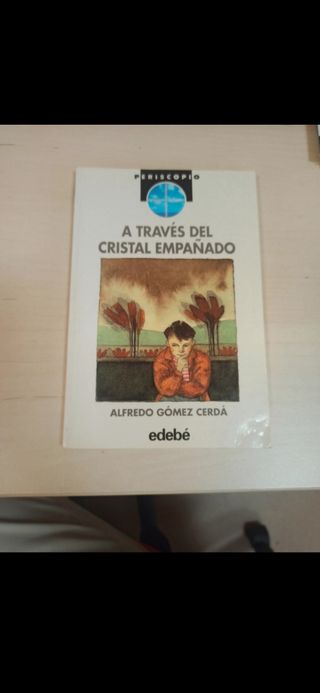 PERISCOPIO
A TRAVÉS DEL
CRISTAL EMPAÑADO
ALFREDO GÓMEZ CERDÁ
edebé